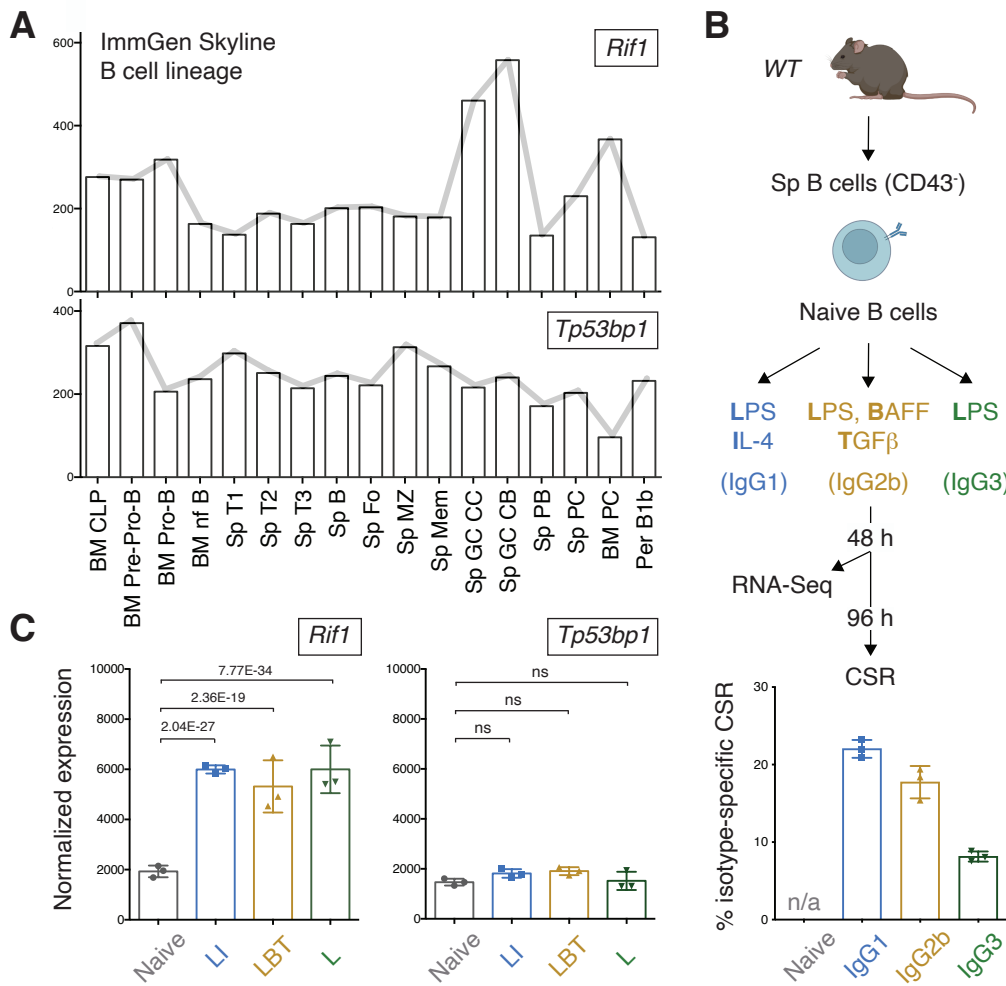 A
ImmGen Skyline
B cell lineage
Rif1
600
400
200
0
Tp53bp1
400
200
0
BM CLP
BM Pre-Pro-B
BM Pro-B
BM nf B
Sp T1
Sp T2
Sp T3
Sp B
Sp Fo
Sp MZ
Sp Mem
Sp GC CC
Sp GC CB
Sp PB
Sp PC
BM PC
Per B1b
B
WT
Sp B cells (CD43-)
Naive B cells
LPS
IL-4
(IgG1)
LPS, BAFF
TGFβ
(IgG2b)
LPS
(IgG3)
48 h
RNA-Seq
96 h
CSR
% isotype-specific CSR
30
20
10
0
n/a
Naive
IgG1
IgG2b
IgG3
C
Rif1
Normalized expression
10000
8000
6000
4000
2000
0
7.77E-34
2.36E-19
2.04E-27
Naive
LI
LBT
L
Tp53bp1
10000
8000
6000
4000
2000
0
ns
ns
ns
Naive
LI
LBT
L